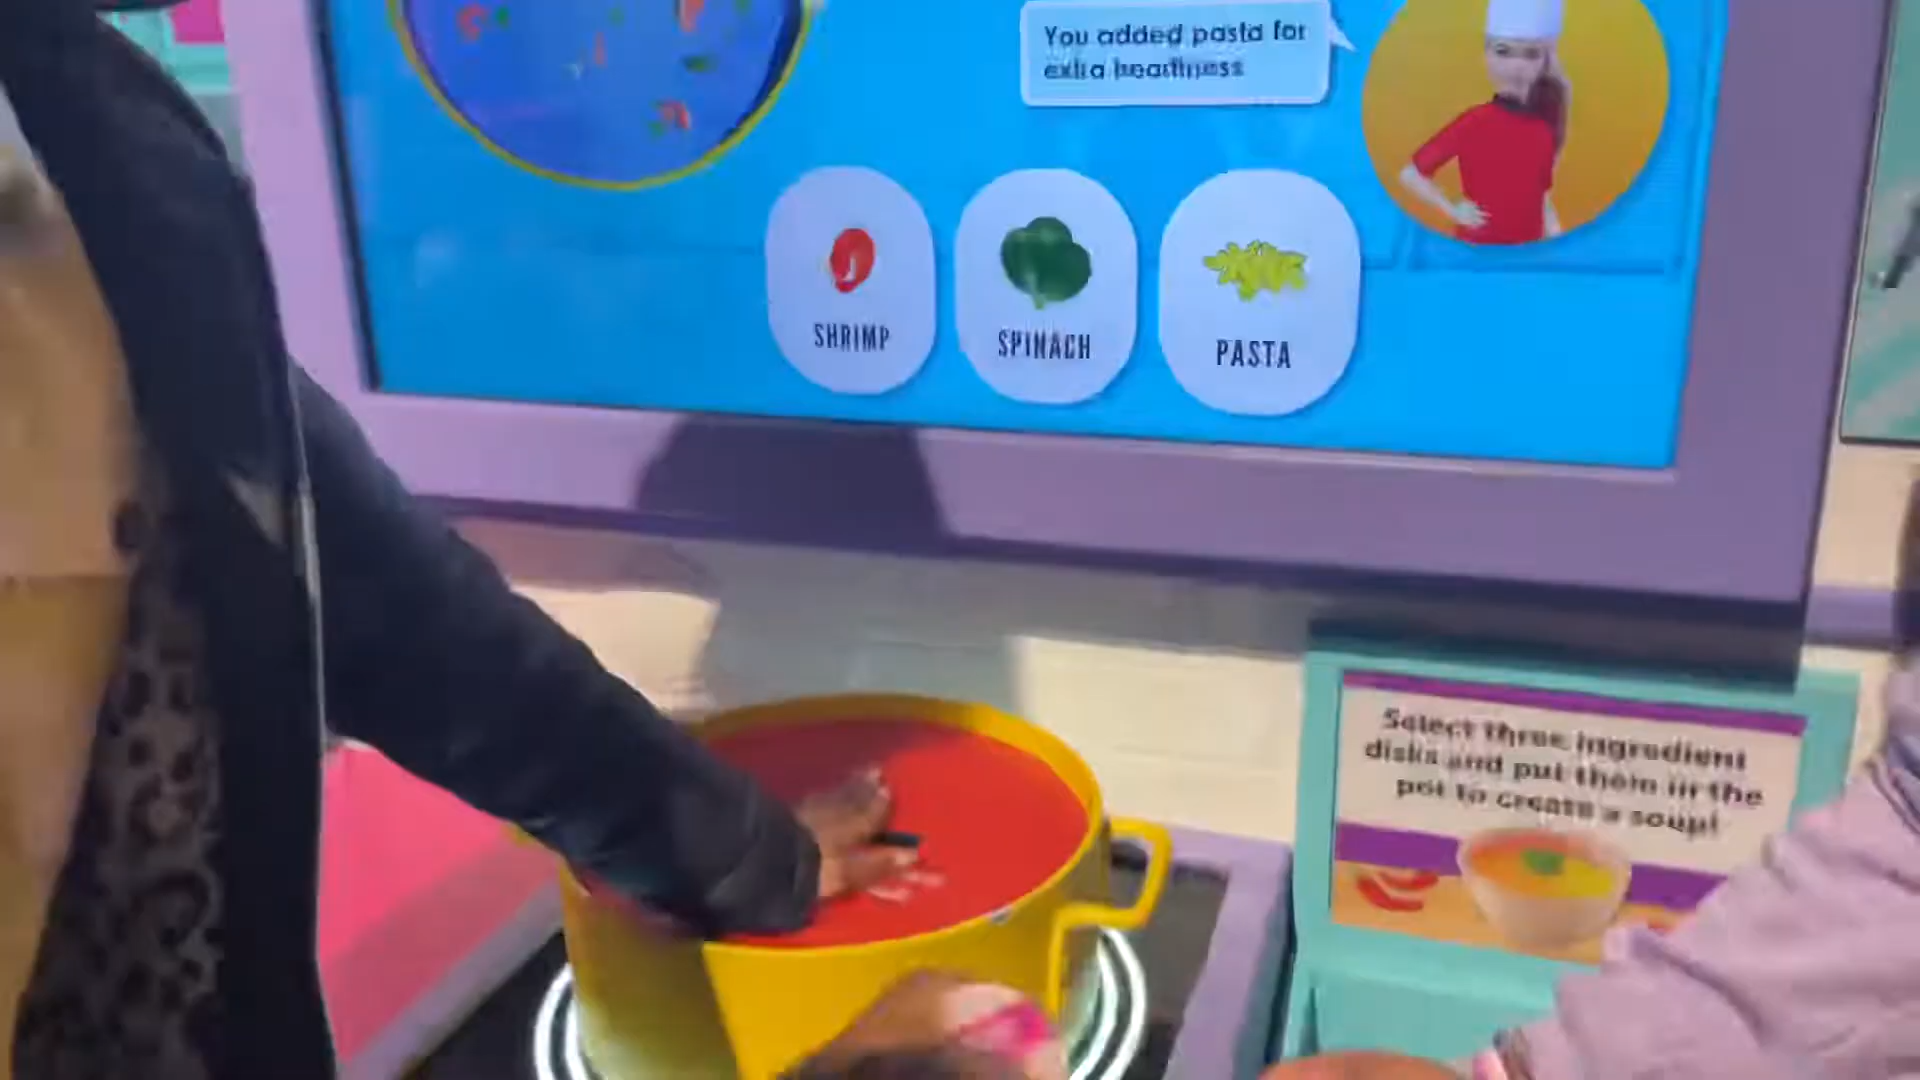 You added pasta for
extra heartiness
SHRIMP
SPINACH
PASTA
Select three ingredient
disks and put them in the
pot to create a soup!